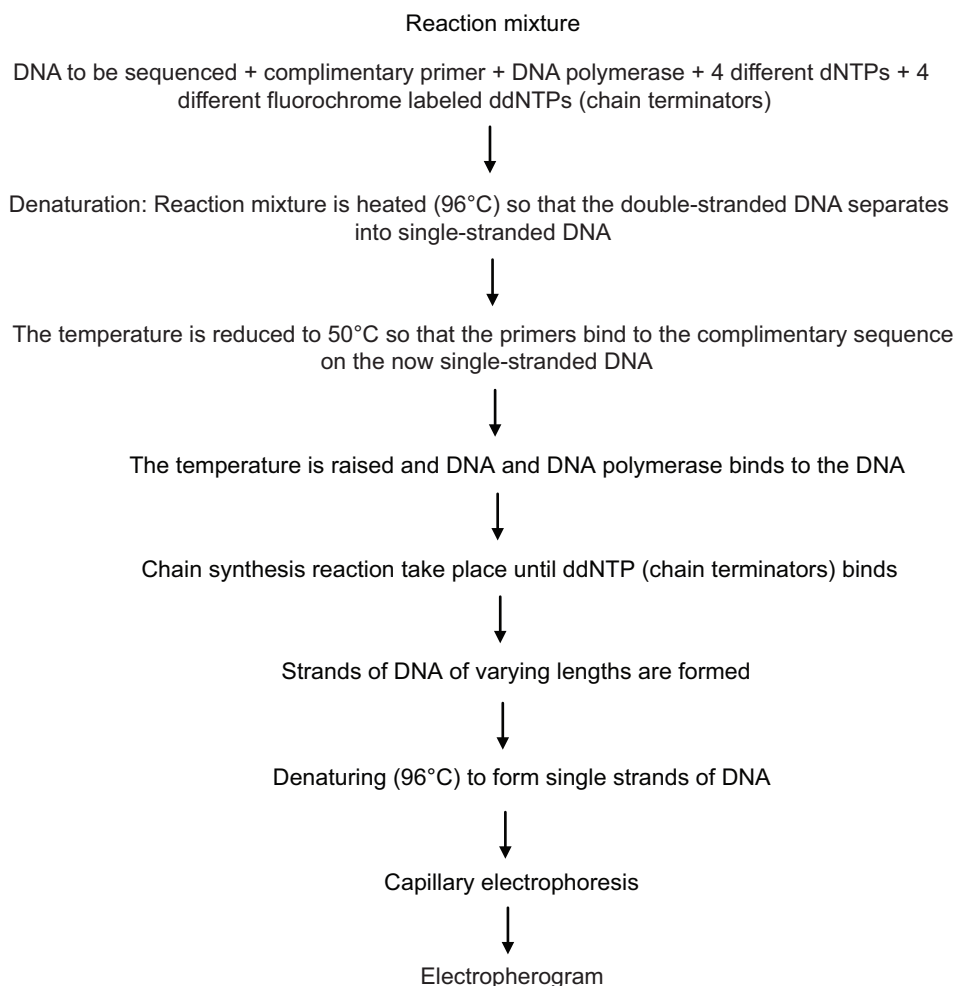 Reaction mixture
DNA to be sequenced + complimentary primer + DNA polymerase + 4 different dNTPs + 4
different fluorochrome labeled ddNTPs (chain terminators)
Denaturation: Reaction mixture is heated (96°C) so that the double-stranded DNA separates
into single-stranded DNA
The temperature is reduced to 50°C so that the primers bind to the complimentary sequence
on the now single-stranded DNA
The temperature is raised and DNA and DNA polymerase binds to the DNA
Chain synthesis reaction take place until ddNTP (chain terminators) binds
Strands of DNA of varying lengths are formed
Denaturing (96°C) to form single strands of DNA
Capillary electrophoresis
Electropherogram